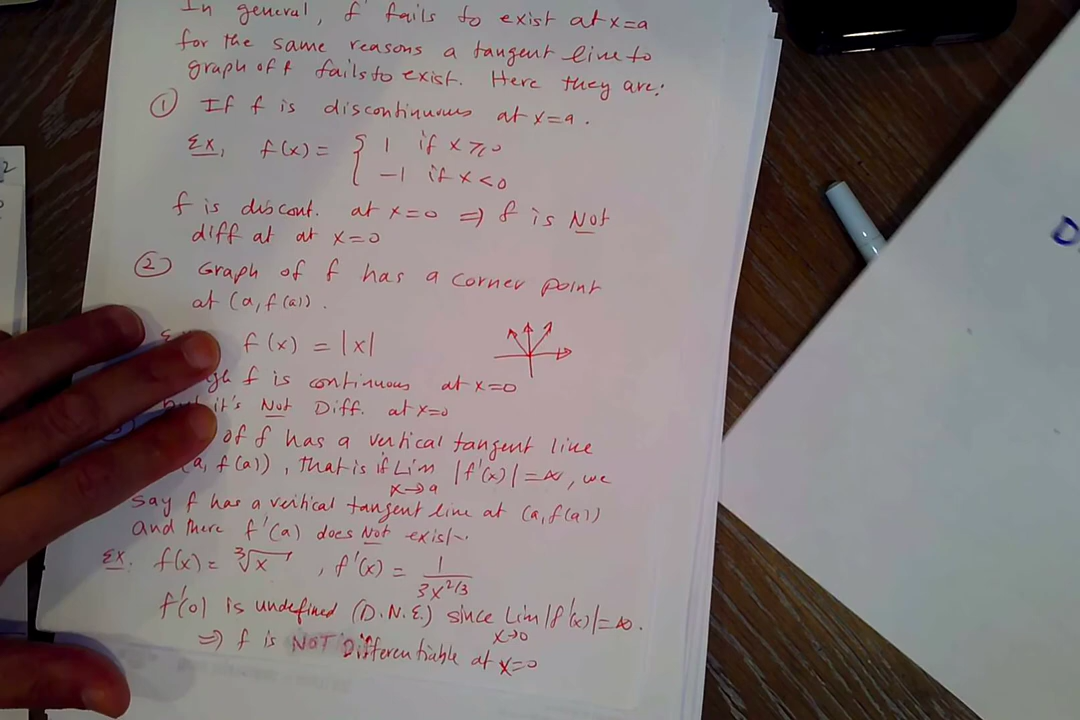 In general, f' fails to exist at x=a
for the same reasons a tangent line to
graph of f fails to exist. Here they are:
① If f is discontinuous at x=a.
Ex, f(x) = { 1 if x ≥ 0
-1 if x < 0
f is discont. at x=0 ⇒ f is Not
diff at at x=0
② Graph of f has a corner point
at (a, f(a)).
f(x) = |x|
f is continuous at x=0
but it's Not Diff. at x=0
of f has a vertical tangent line
(a, f(a)), that is if Lim |f'(x)| = ∞, we
x→a
say f has a vertical tangent line at (a, f(a))
and there f'(a) does Not exist.
Ex. f(x) = ∛x , f'(x) = 1/3x^2/3
f'(0) is undefined (D.N.E.) since Lim |f'(x)| = ∞.
x→0
⇒ f is NOT Differentiable at x=0
2
D